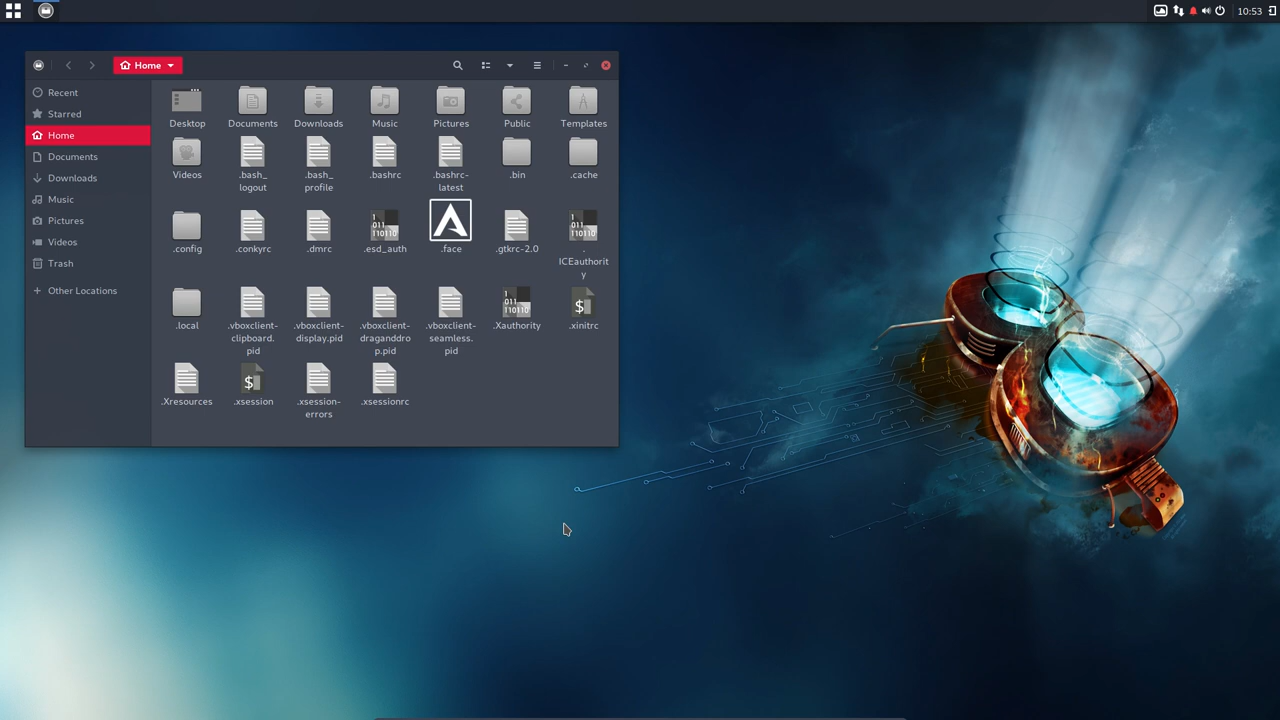 10:53
Home
Recent
Starred
Home
Documents
Downloads
Music
Pictures
Videos
Trash
Other Locations
Desktop
Documents
Downloads
Music
Pictures
Public
Templates
Videos
.bash_
logout
.bash_
profile
.bashrc
.bashrc-
latest
.bin
.cache
.config
.conkyrc
.dmrc
.esd_auth
.face
.gtkrc-2.0
.
ICEauthorit
y
.local
.vboxclient-
clipboard.
pid
.vboxclient-
display.pid
.vboxclient-
draganddro
p.pid
.vboxclient-
seamless.
pid
.Xauthority
.xinitrc
.Xresources
.xsession
.xsession-
errors
.xsessionrc